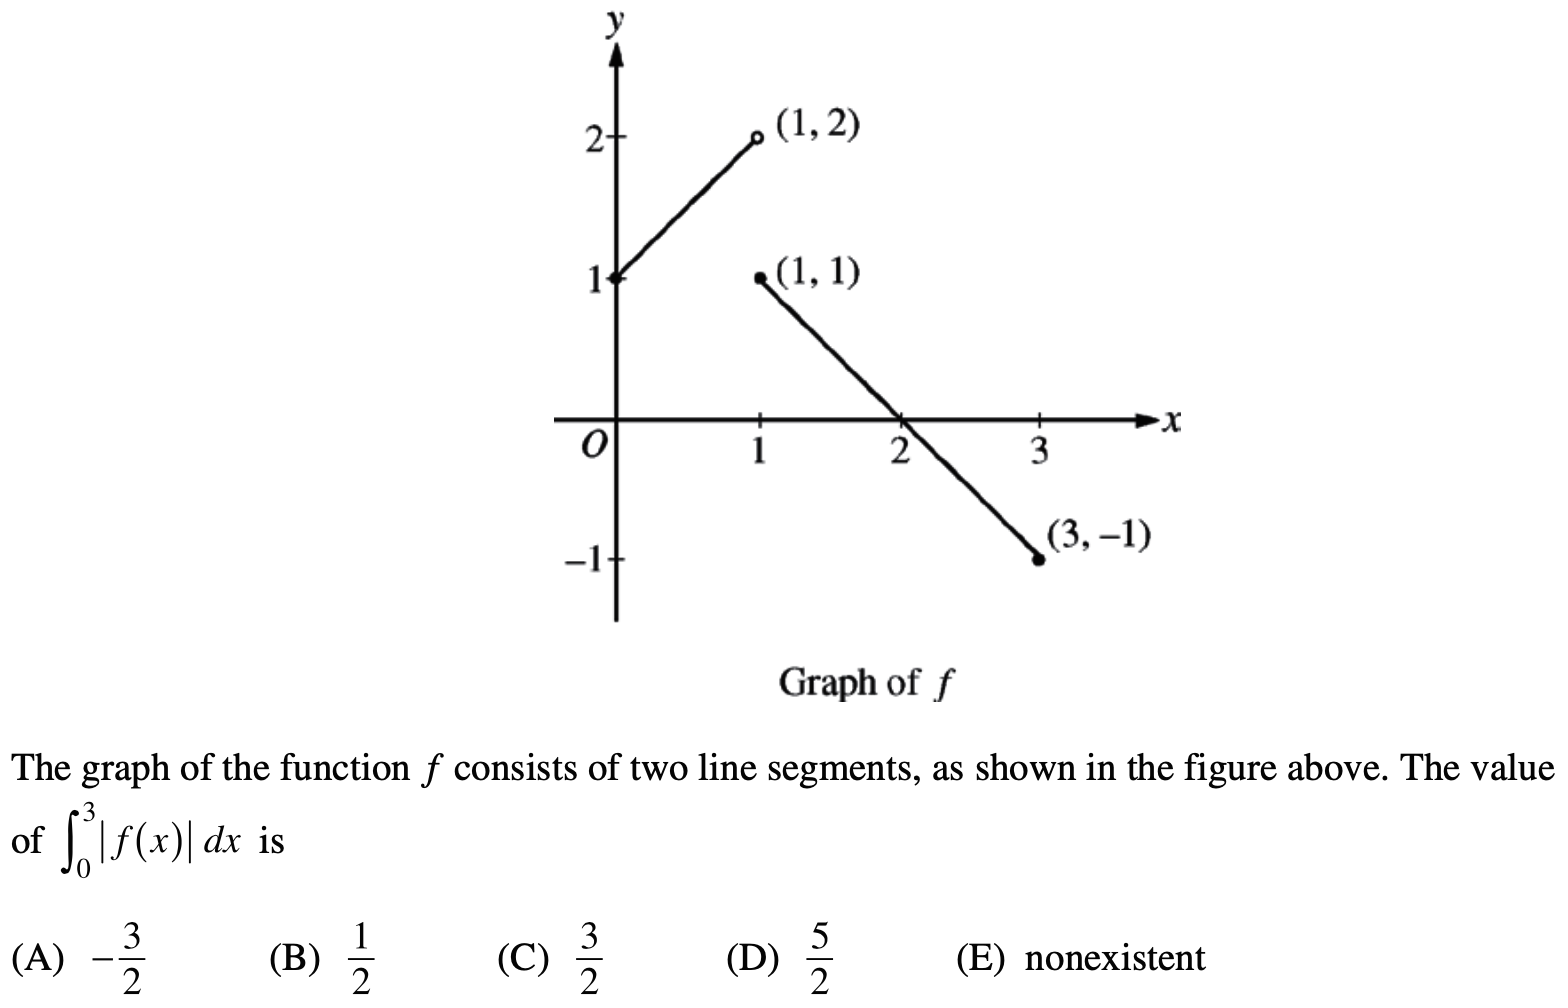 y
2
(1, 2)
1
(1, 1)
x
O
1
2
3
(3, –1)
–1
Graph of f
The graph of the function f consists of two line segments, as shown in the figure above. The value
of ∫₀³ |f(x)| dx is
(A) −3/2 (B) 1/2 (C) 3/2 (D) 5/2 (E) nonexistent